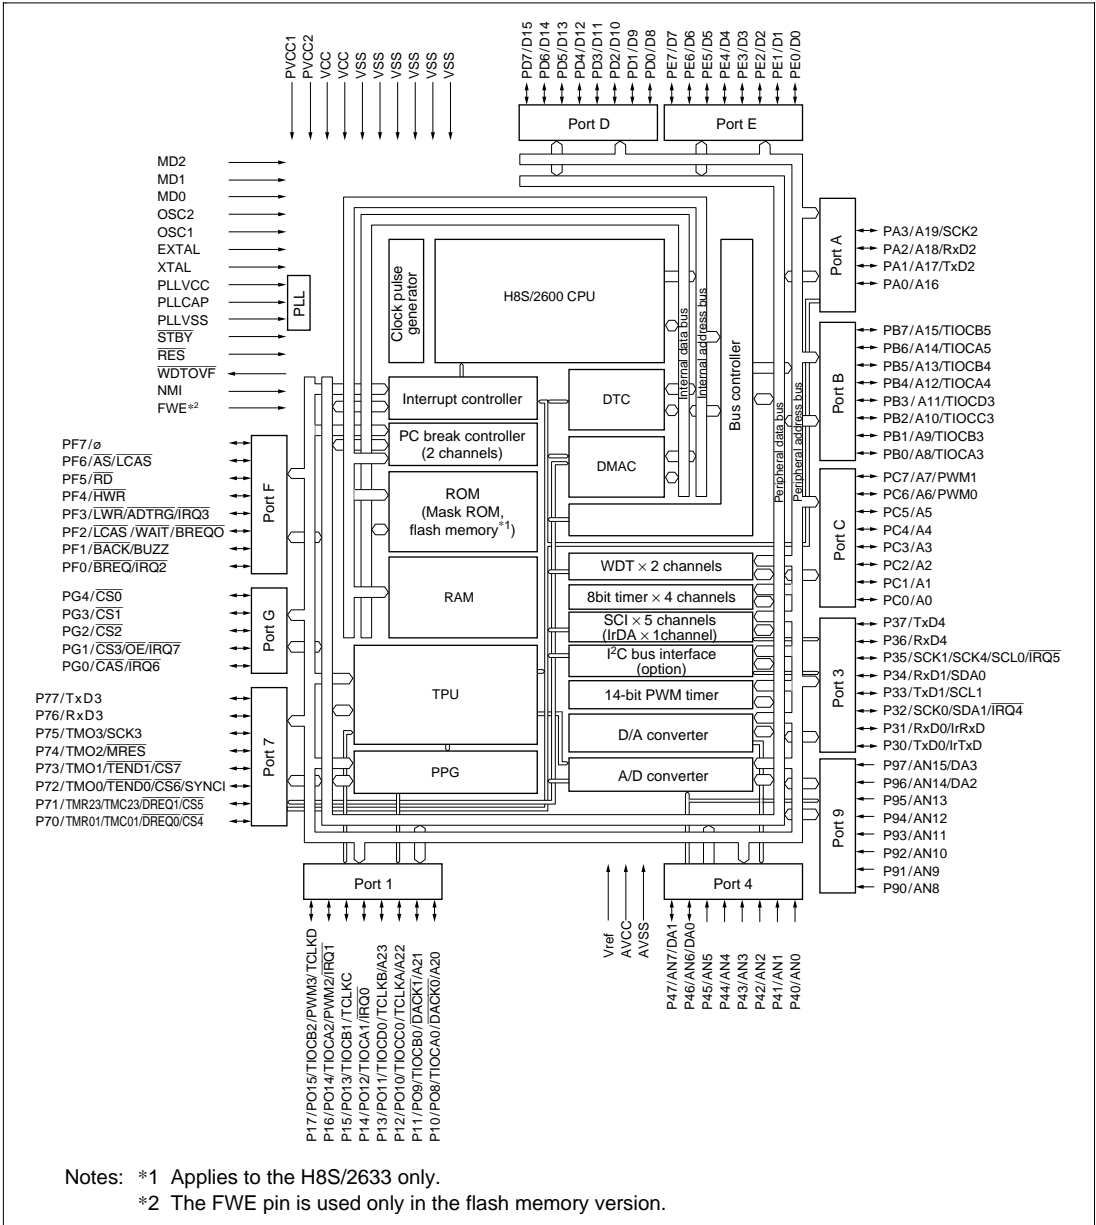 PVCC1
PVCC2
VCC
VCC
VSS
VSS
VSS
VSS
VSS
VSS
PD7/D15
PD6/D14
PD5/D13
PD4/D12
PD3/D11
PD2/D10
PD1/D9
PD0/D8
PE7/D7
PE6/D6
PE5/D5
PE4/D4
PE3/D3
PE2/D2
PE1/D1
PE0/D0
Port D
Port E
MD2
MD1
MD0
OSC2
OSC1
EXTAL
XTAL
PLLVCC
PLLCAP
PLLVSS
STBY
RES
WDTOVF
NMI
FWE*2
PLL
Clock pulse
generator
H8S/2600 CPU
Internal data bus
Internal address bus
Bus controller
Peripheral data bus
Peripheral address bus
Port A
PA3/A19/SCK2
PA2/A18/RxD2
PA1/A17/TxD2
PA0/A16
Interrupt controller
PC break controller
(2 channels)
ROM
(Mask ROM,
flash memory*1)
RAM
TPU
PPG
DTC
DMAC
WDT × 2 channels
8bit timer × 4 channels
SCI × 5 channels
(IrDA × 1channel)
I2C bus interface
(option)
14-bit PWM timer
D/A converter
A/D converter
Port B
PB7/A15/TIOCB5
PB6/A14/TIOCA5
PB5/A13/TIOCB4
PB4/A12/TIOCA4
PB3 / A11/TIOCD3
PB2/A10/TIOCC3
PB1/A9/TIOCB3
PB0/A8/TIOCA3
Port C
PC7/A7/PWM1
PC6/A6/PWM0
PC5/A5
PC4/A4
PC3/A3
PC2/A2
PC1/A1
PC0/A0
Port 3
P37/TxD4
P36/RxD4
P35/SCK1/SCK4/SCL0/IRQ5
P34/RxD1/SDA0
P33/TxD1/SCL1
P32/SCK0/SDA1/IRQ4
P31/RxD0/IrRxD
P30/TxD0/IrTxD
Port 9
P97/AN15/DA3
P96/AN14/DA2
P95/AN13
P94/AN12
P93/AN11
P92/AN10
P91/AN9
P90/AN8
PF7/ø
PF6/AS/LCAS
PF5/RD
PF4/HWR
PF3/LWR/ADTRG/IRQ3
PF2/LCAS/WAIT/BREQO
PF1/BACK/BUZZ
PF0/BREQ/IRQ2
Port F
PG4/CS0
PG3/CS1
PG2/CS2
PG1/CS3/OE/IRQ7
PG0/CAS/IRQ6
Port G
P77/TxD3
P76/RxD3
P75/TMO3/SCK3
P74/TMO2/MRES
P73/TMO1/TEND1/CS7
P72/TMO0/TEND0/CS6/SYNCI
P71/TMR23/TMC23/DREQ1/CS5
P70/TMR01/TMC01/DREQ0/CS4
Port 7
Port 1
P17/PO15/TIOCB2/PWM3/TCLKD
P16/PO14/TIOCA2/PWM2/IRQ1
P15/PO13/TIOCB1/TCLKC
P14/PO12/TIOCA1/IRQ0
P13/PO11/TIOCD0/TCLKB/A23
P12/PO10/TIOCC0/TCLKA/A22
P11/PO9/TIOCB0/DACK1/A21
P10/PO8/TIOCA0/DACK0/A20
Vref
AVCC
AVSS
Port 4
P47/AN7/DA1
P46/AN6/DA0
P45/AN5
P44/AN4
P43/AN3
P42/AN2
P41/AN1
P40/AN0
Notes: *1 Applies to the H8S/2633 only.
*2 The FWE pin is used only in the flash memory version.